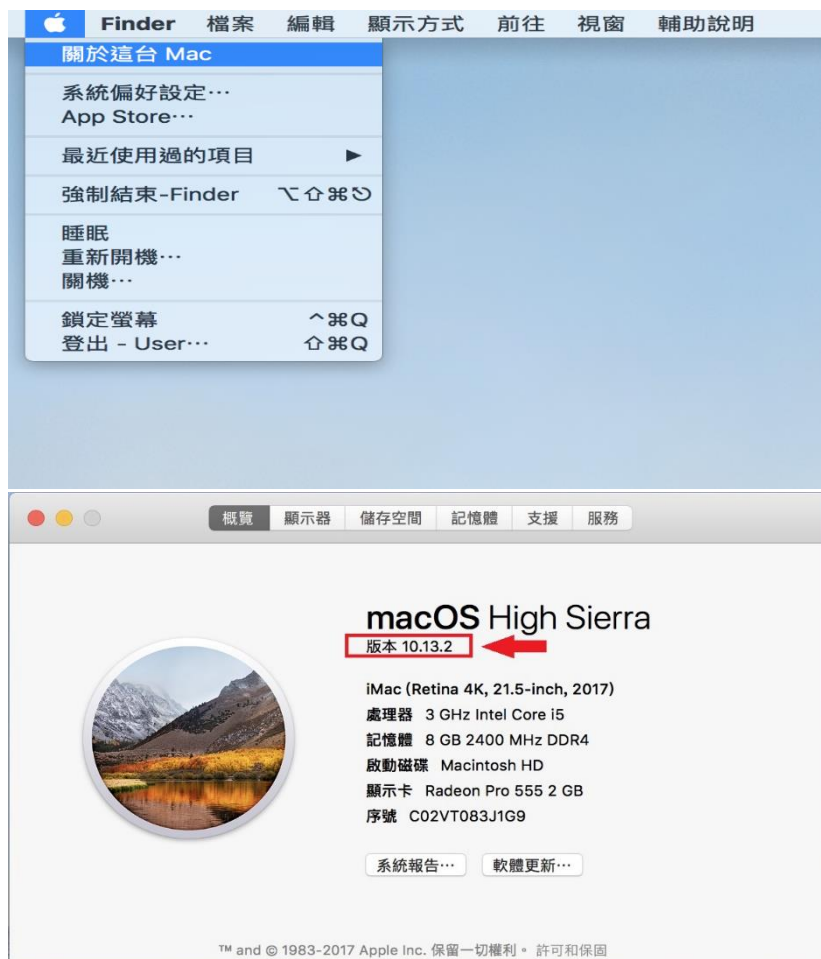 Finder 檔案 編輯 顯示方式 前往 視窗 輔助說明
關於這台 Mac
系統偏好設定…
App Store…
最近使用過的項目 ▶
強制結束-Finder ⌥⇧⌘⎋
睡眠
重新開機…
關機…
鎖定螢幕 ^⌘Q
登出 - User… ⇧⌘Q
概覽 顯示器 儲存空間 記憶體 支援 服務
macOS High Sierra
版本 10.13.2
iMac (Retina 4K, 21.5-inch, 2017)
處理器 3 GHz Intel Core i5
記憶體 8 GB 2400 MHz DDR4
啟動磁碟 Macintosh HD
顯示卡 Radeon Pro 555 2 GB
序號 C02VT083J1G9
系統報告… 軟體更新…
™ and © 1983-2017 Apple Inc. 保留一切權利。 許可和保固